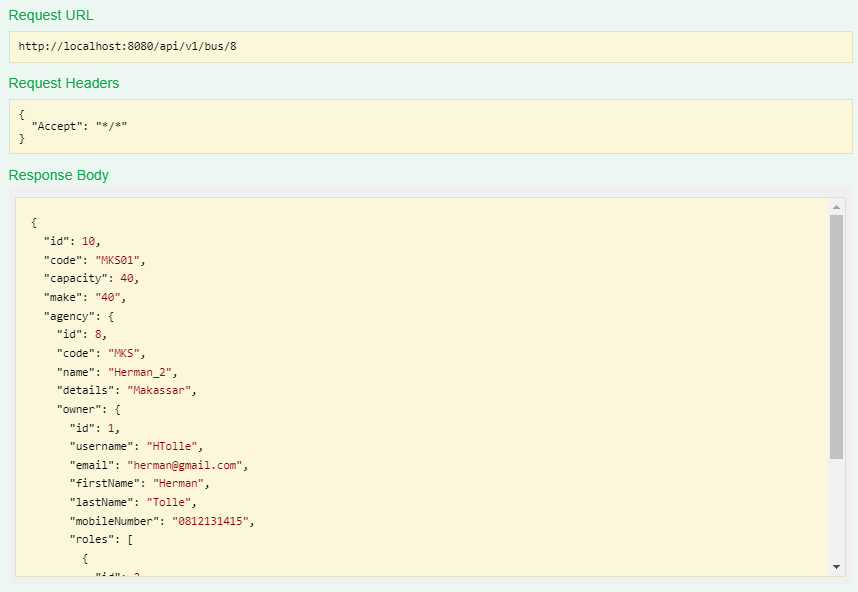 Request URL
http://localhost:8080/api/v1/bus/8
Request Headers
{
  "Accept": "*/*"
}
Response Body
{
  "id": 10,
  "code": "MKS01",
  "capacity": 40,
  "make": "40",
  "agency": {
    "id": 8,
    "code": "MKS",
    "name": "Herman_2",
    "details": "Makassar",
    "owner": {
      "id": 1,
      "username": "HTolle",
      "email": "herman@gmail.com",
      "firstName": "Herman",
      "lastName": "Tolle",
      "mobileNumber": "0812131415",
      "roles": [
        {
          "id":